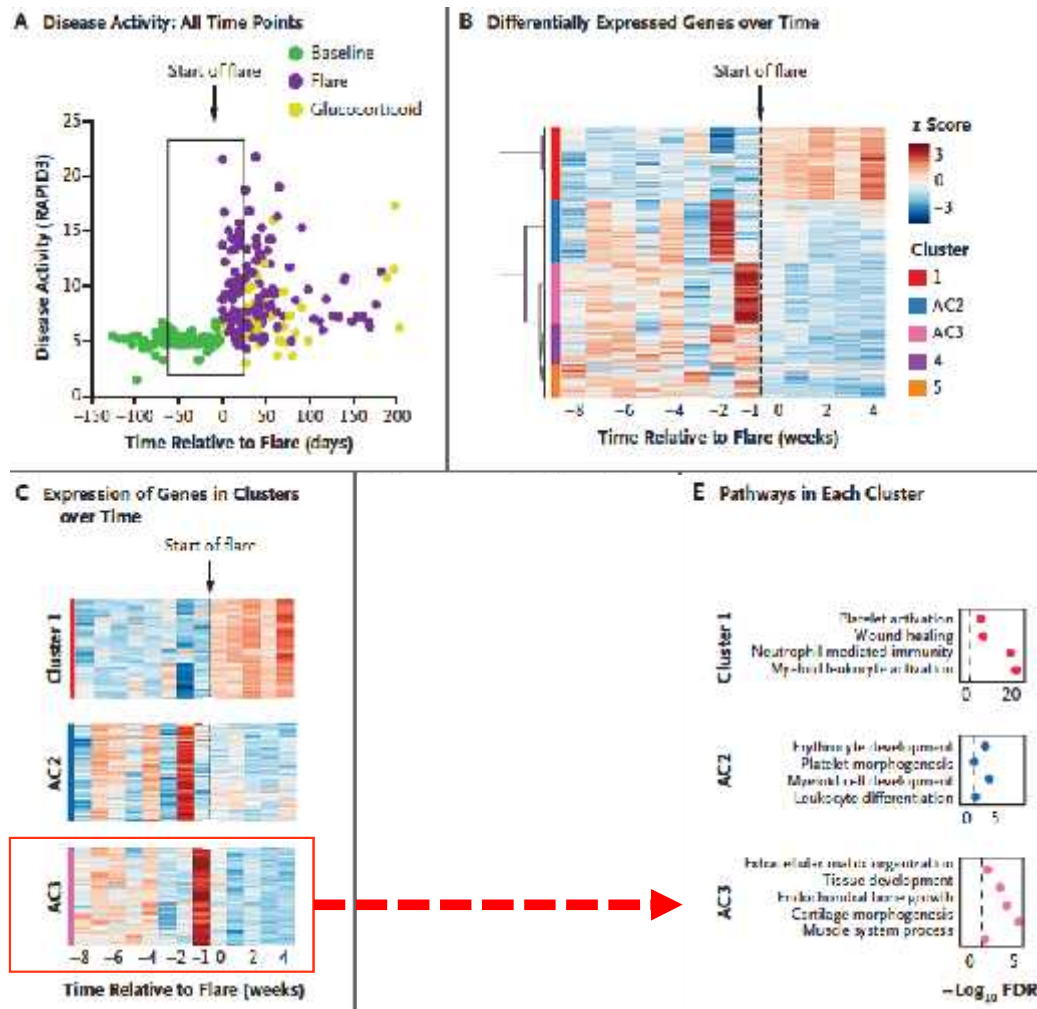 A Disease Activity: All Time Points
Baseline
Flare
Glucocorticoid
Start of flare
25
20
15
10
5
0
Disease Activity (RAPID3)
−150 −100 −50 0 50 100 150 200
Time Relative to Flare (days)
B Differentially Expressed Genes over Time
Start of flare
z Score
3
0
−3
Cluster
1
AC2
AC3
4
5
−8 −6 −4 −2 −1 0 2 4
Time Relative to Flare (weeks)
C Expression of Genes in Clusters
over Time
Start of flare
Cluster 1
AC2
AC3
−8 −6 −4 −2 −1 0 2 4
Time Relative to Flare (weeks)
E Pathways in Each Cluster
Cluster 1
Platelet activation
Wound healing
Neutrophil mediated immunity
Myeloid leukocyte activation
0 20
AC2
Erythrocyte development
Platelet morphogenesis
Myeloid cell development
Leukocyte differentiation
0 5
AC3
Extracellular matrix organization
Tissue development
Endochondral bone growth
Cartilage morphogenesis
Muscle system process
0 5
−Log₁₀ FDR